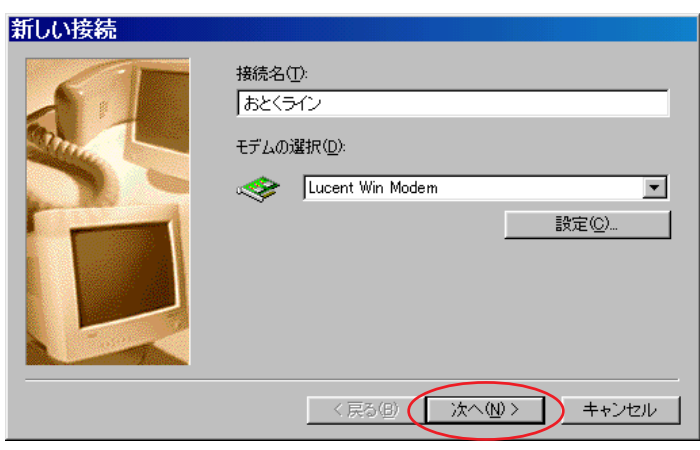 新しい接続
接続名(T):
おとくライン
モデムの選択(D):
Lucent Win Modem
設定(C)...
< 戻る(B)
次へ(N) >
キャンセル